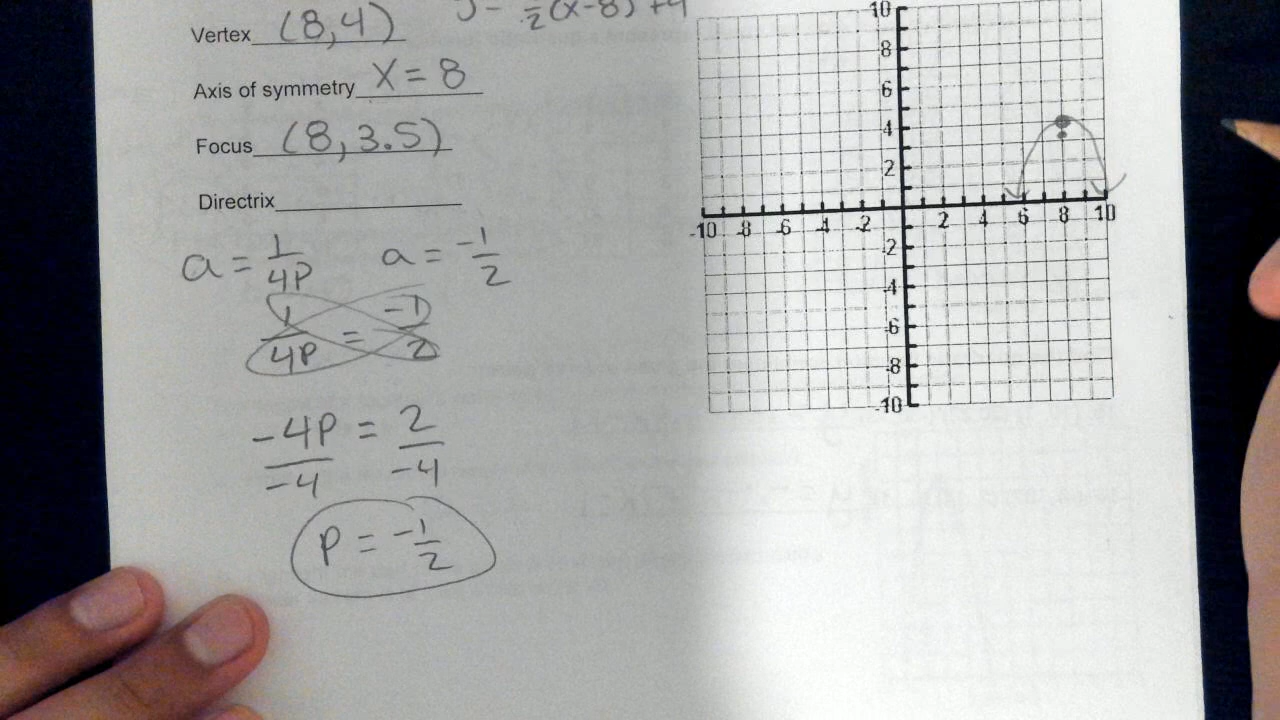 Vertex (8,4)
(x-8) +4
Axis of symmetry x = 8
Focus (8, 3.5)
Directrix
a = 1/4P a = -1/2
1/4P = -1/2
-4P/-4 = 2/-4
P = -1/2
10
8
6
4
2
-10 -8 -6 -4 -2 2 4 6 8 10
-2
-4
-6
-8
-10